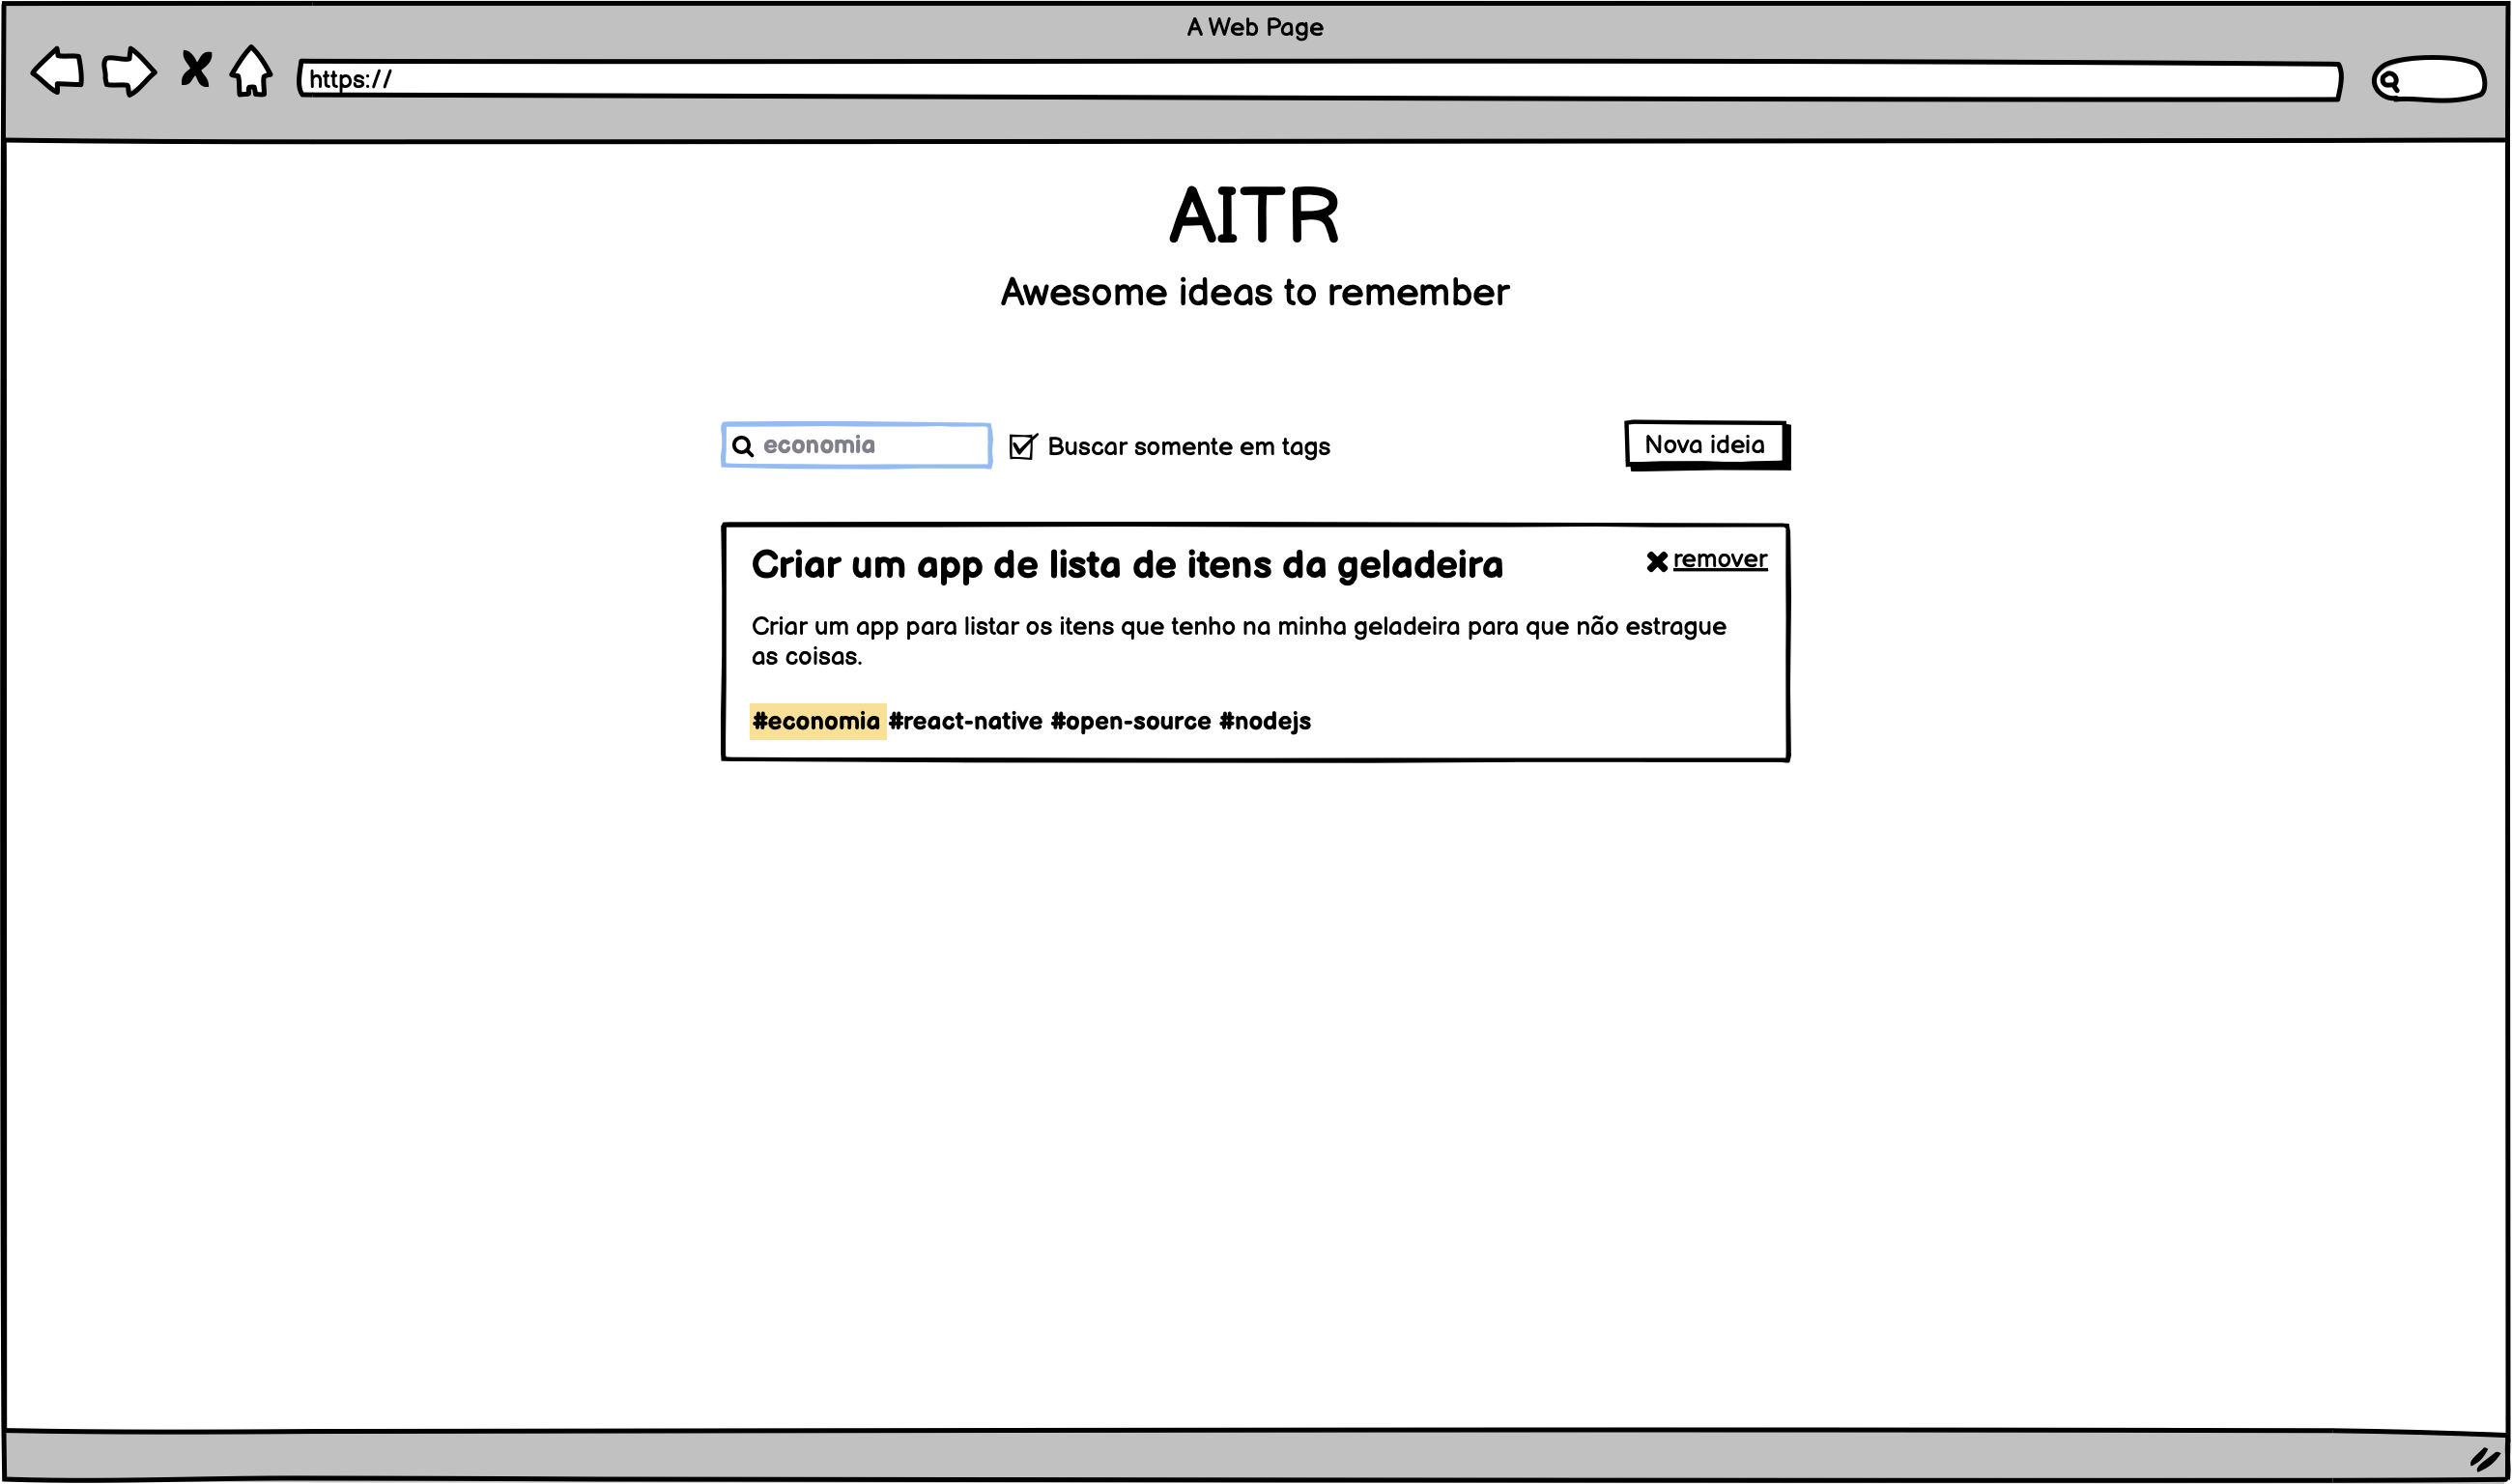 A Web Page
https://
AITR
Awesome ideas to remember
economia
Buscar somente em tags
Nova ideia
Criar um app de lista de itens da geladeira
remover
Criar um app para listar os itens que tenho na minha geladeira para que não estrague
as coisas.
#economia #react-native #open-source #nodejs